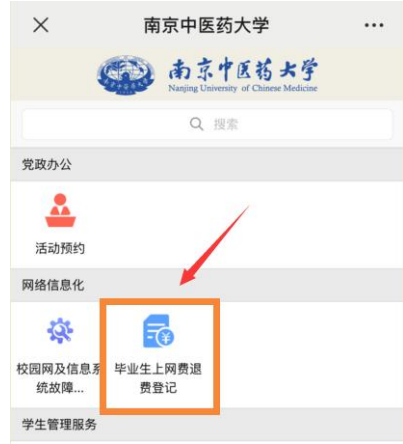 南京中医药大学
南京中医药大学
Nanjing University of Chinese Medicine
搜索
党政办公
活动预约
网络信息化
校园网及信息系
统故障...
毕业生上网费退
费登记
学生管理服务